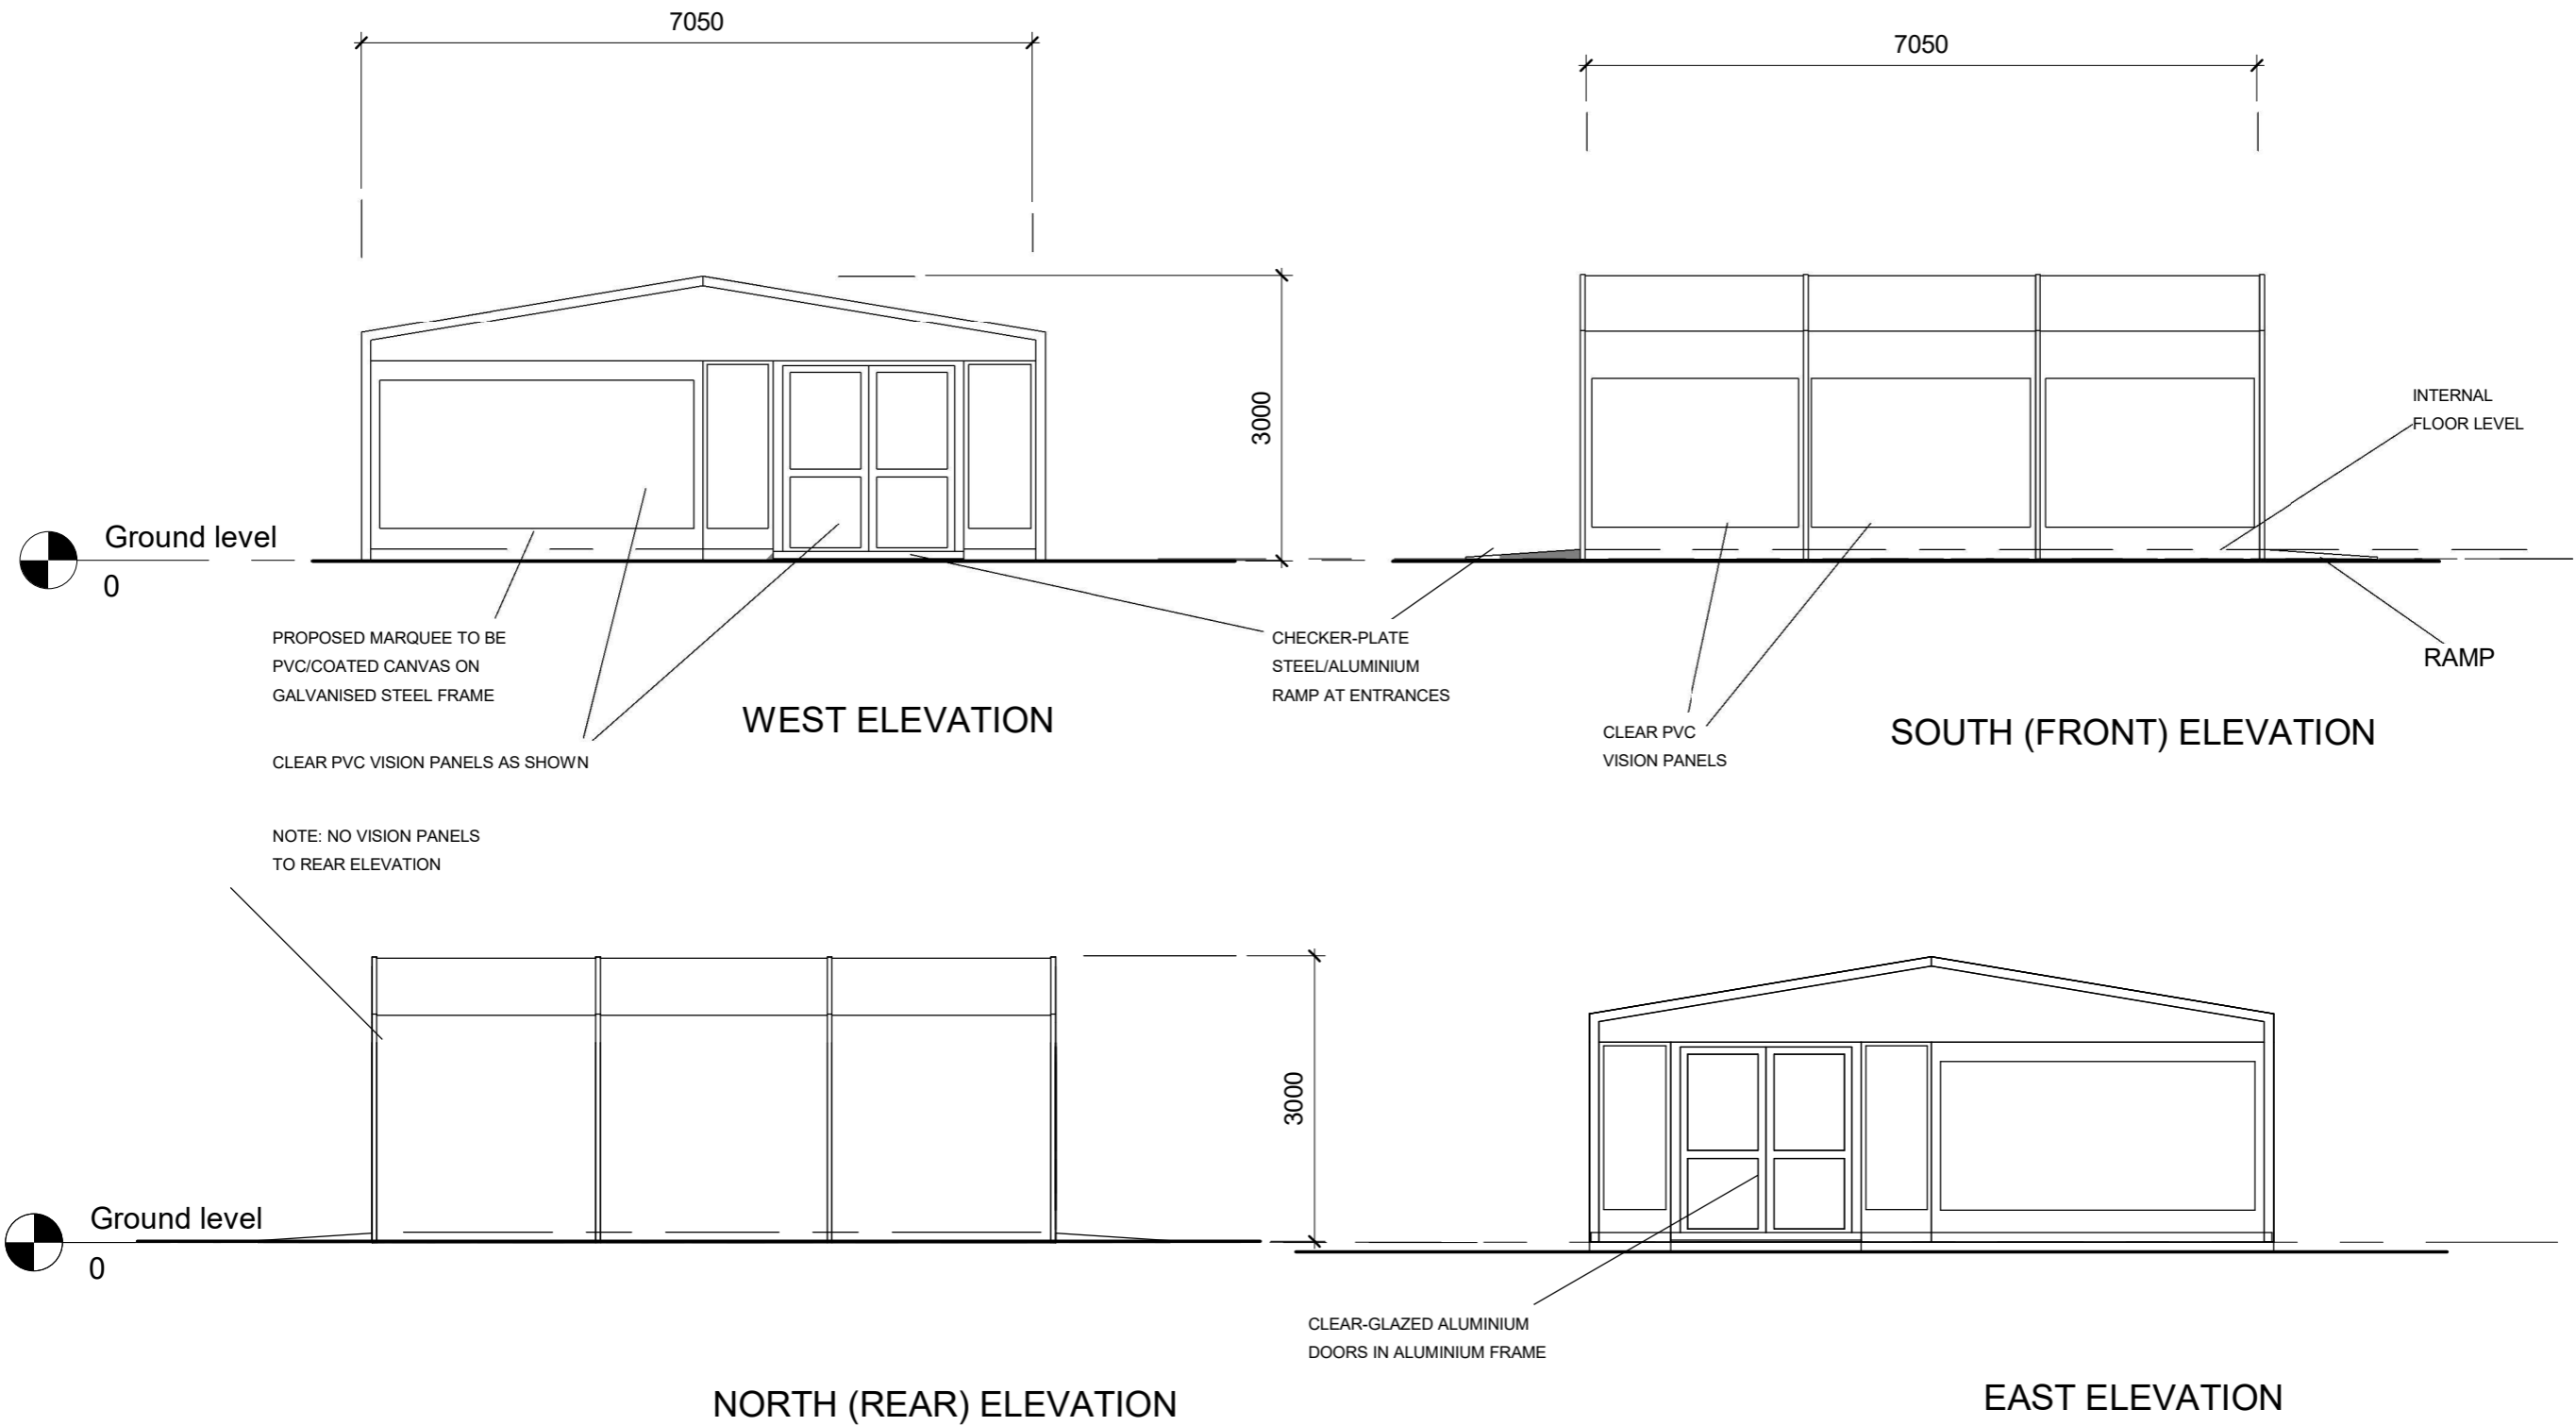 7050
7050
3000
INTERNAL
FLOOR LEVEL
Ground level
0
PROPOSED MARQUEE TO BE
PVC/COATED CANVAS ON
GALVANISED STEEL FRAME
CHECKER-PLATE
STEEL/ALUMINIUM
RAMP AT ENTRANCES
RAMP
WEST ELEVATION
CLEAR PVC
VISION PANELS
SOUTH (FRONT) ELEVATION
CLEAR PVC VISION PANELS AS SHOWN
NOTE: NO VISION PANELS
TO REAR ELEVATION
3000
Ground level
0
CLEAR-GLAZED ALUMINIUM
DOORS IN ALUMINIUM FRAME
NORTH (REAR) ELEVATION
EAST ELEVATION